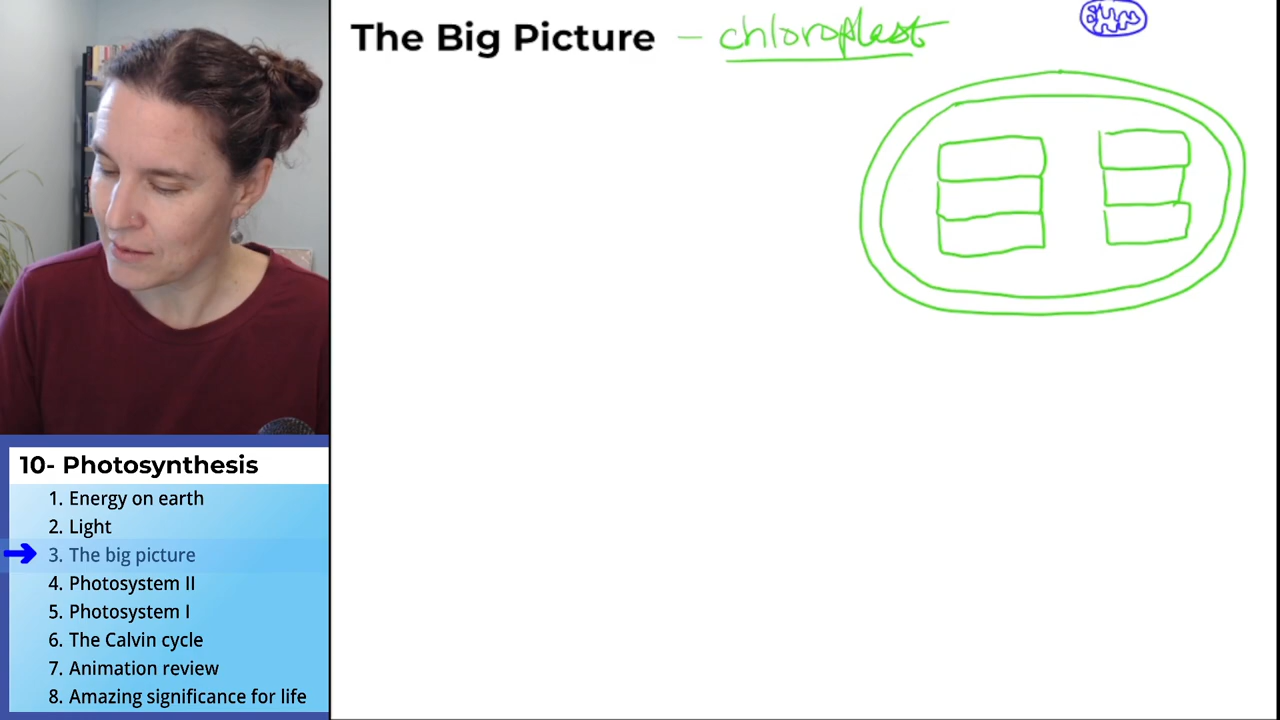 The Big Picture – chloroplast
10- Photosynthesis
1. Energy on earth
2. Light
3. The big picture
4. Photosystem II
5. Photosystem I
6. The Calvin cycle
7. Animation review
8. Amazing significance for life